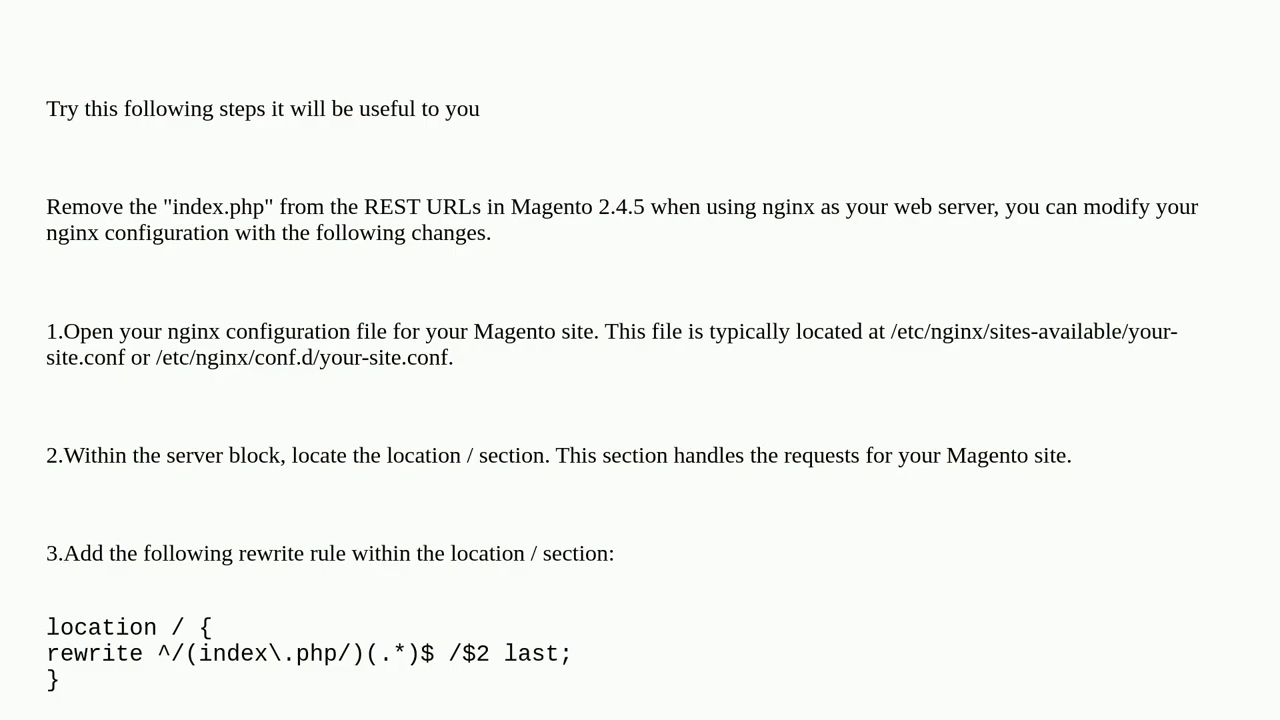 Try this following steps it will be useful to you
Remove the "index.php" from the REST URLs in Magento 2.4.5 when using nginx as your web server, you can modify your
nginx configuration with the following changes.
1.Open your nginx configuration file for your Magento site. This file is typically located at /etc/nginx/sites-available/your-
site.conf or /etc/nginx/conf.d/your-site.conf.
2.Within the server block, locate the location / section. This section handles the requests for your Magento site.
3.Add the following rewrite rule within the location / section:
location / {
rewrite ^/(index\.php/)(.*)$ /$2 last;
}